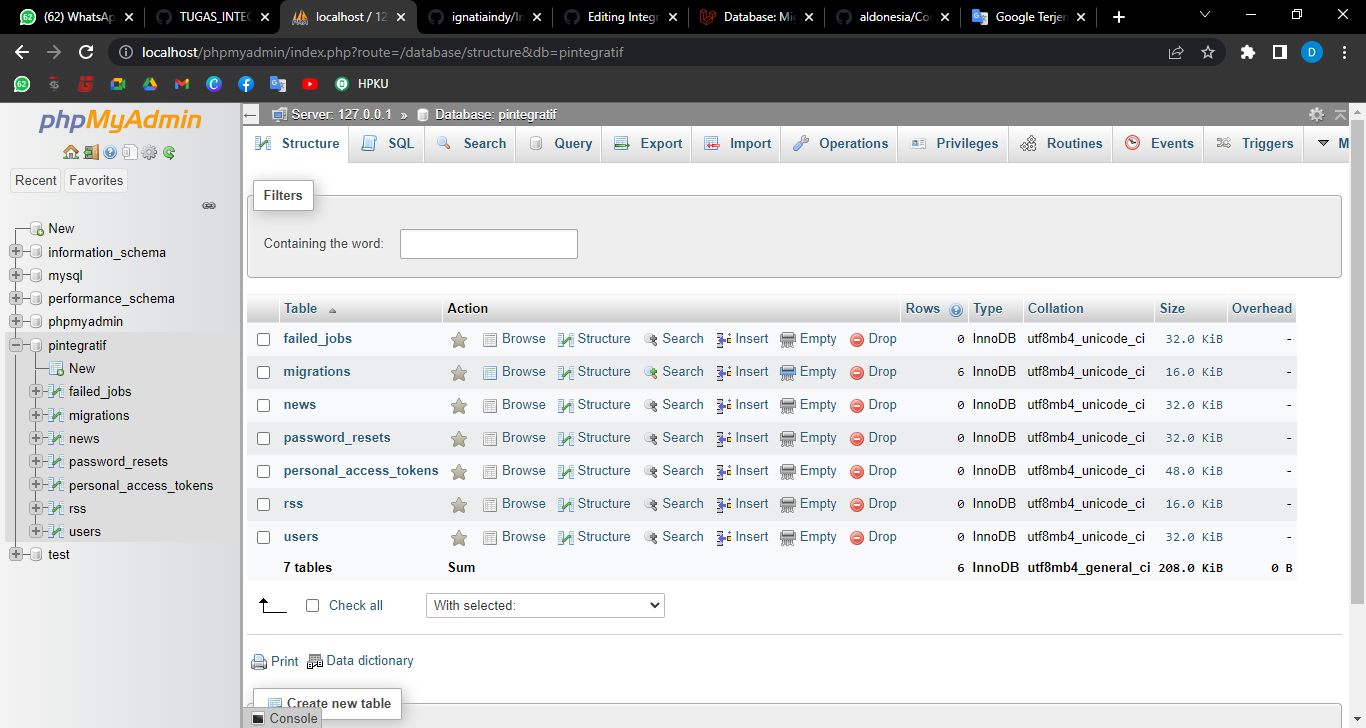 (62) WhatsAp
TUGAS_INTEG
localhost / 12
ignatiaindy/In
Editing Integr
Database: Mig
aldonesia/Cor
Google Terjem
localhost/phpmyadmin/index.php?route=/database/structure&db=pintegratif
D
62
HPKU
phpMyAdmin
Recent
Favorites
New
information_schema
mysql
performance_schema
phpmyadmin
pintegratif
New
failed_jobs
migrations
news
password_resets
personal_access_tokens
rss
users
test
Server: 127.0.0.1 » Database: pintegratif
Structure SQL Search Query Export Import Operations Privileges Routines Events Triggers M
Filters
Containing the word:
Table Action Rows Type Collation Size Overhead
failed_jobs Browse Structure Search Insert Empty Drop 0 InnoDB utf8mb4_unicode_ci 32.0 KiB -
migrations Browse Structure Search Insert Empty Drop 6 InnoDB utf8mb4_unicode_ci 16.0 KiB -
news Browse Structure Search Insert Empty Drop 0 InnoDB utf8mb4_unicode_ci 32.0 KiB -
password_resets Browse Structure Search Insert Empty Drop 0 InnoDB utf8mb4_unicode_ci 32.0 KiB -
personal_access_tokens Browse Structure Search Insert Empty Drop 0 InnoDB utf8mb4_unicode_ci 48.0 KiB -
rss Browse Structure Search Insert Empty Drop 0 InnoDB utf8mb4_unicode_ci 16.0 KiB -
users Browse Structure Search Insert Empty Drop 0 InnoDB utf8mb4_unicode_ci 32.0 KiB -
7 tables Sum 6 InnoDB utf8mb4_general_ci 208.0 KiB 0 B
Check all
With selected:
Print
Data dictionary
Create new table
Console